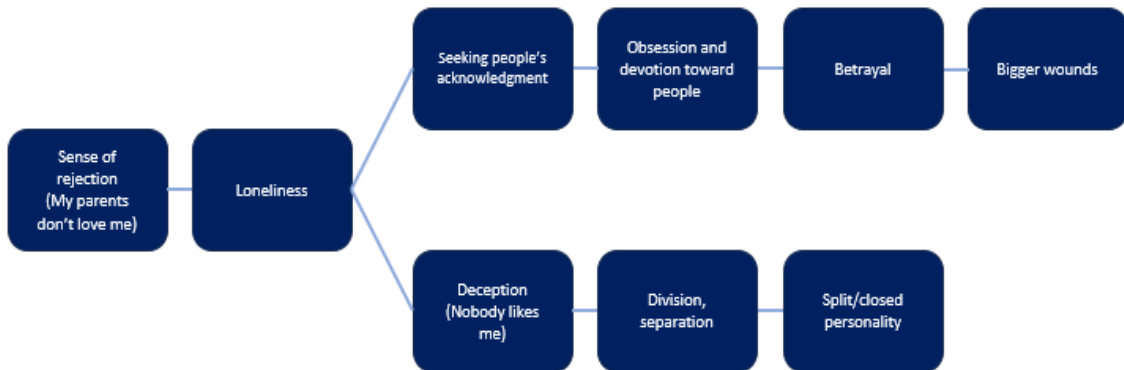 Seeking people's
acknowledgment
Obsession and
devotion toward
people
Betrayal
Bigger wounds
Sense of
rejection
(My parents
don't love me)
Loneliness
Deception
(Nobody likes
me)
Division,
separation
Split/closed
personality